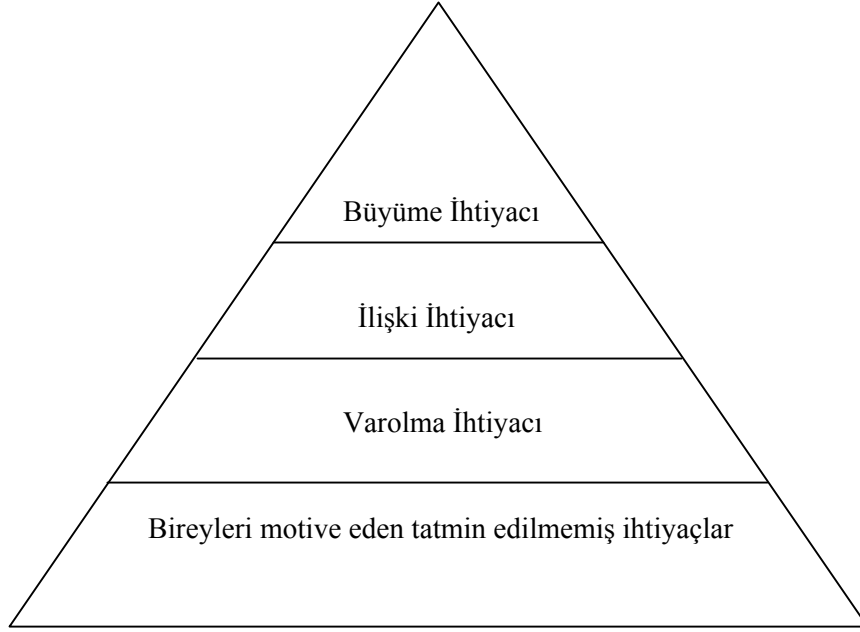 Büyüme İhtiyacı
İlişki İhtiyacı
Varolma İhtiyacı
Bireyleri motive eden tatmin edilmemiş ihtiyaçlar